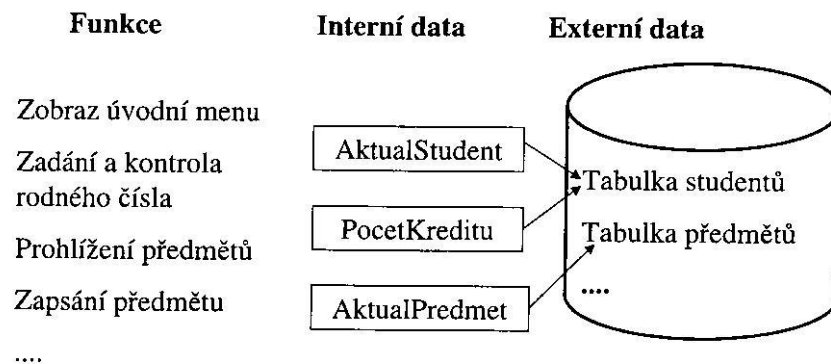 Funkce
Interní data
Externí data
Zobraz úvodní menu
Zadání a kontrola
rodného čísla
Prohlížení předmětů
Zapsání předmětu
....
AktualStudent
PocetKreditu
AktualPredmet
Tabulka studentů
Tabulka předmětů
....